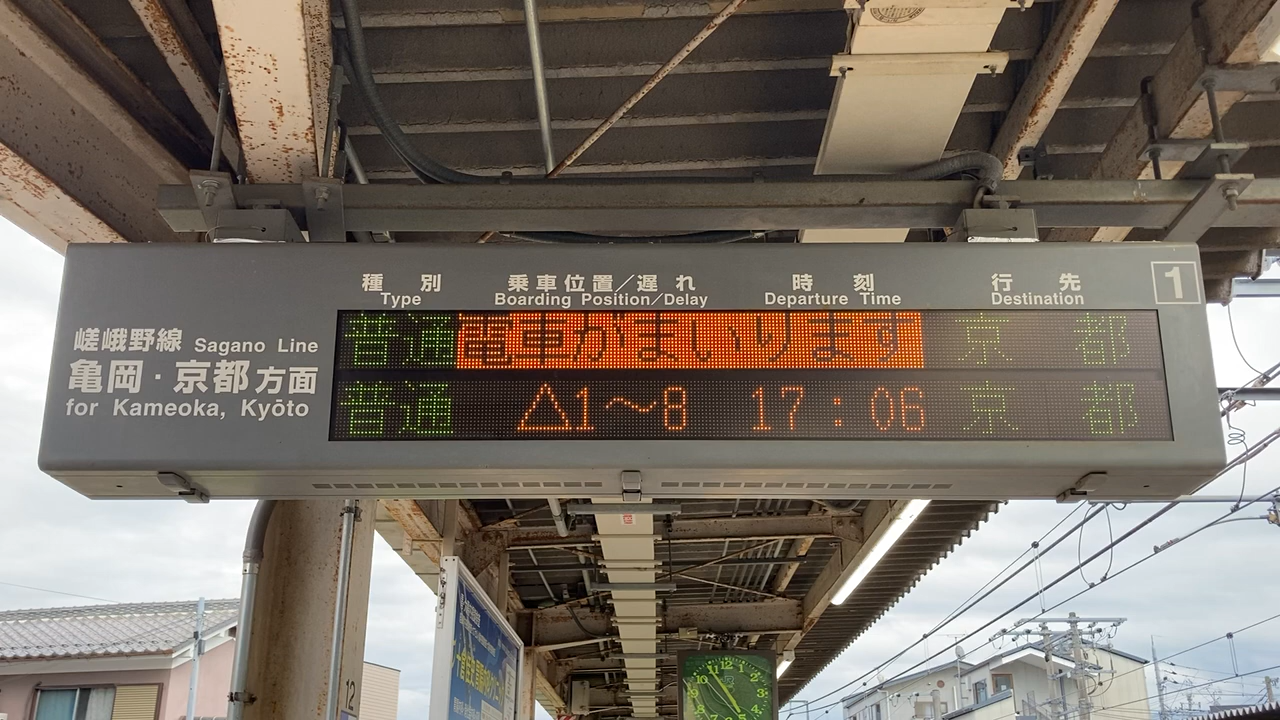 種別 乗車位置/遅れ 時刻 行先 1
Type Boarding Position/Delay Departure Time Destination
嵯峨野線 Sagano Line
亀岡・京都方面
for Kameoka, Kyōto
普通 電車がまいります 京都
普通 △1〜8 17:06 京都
12